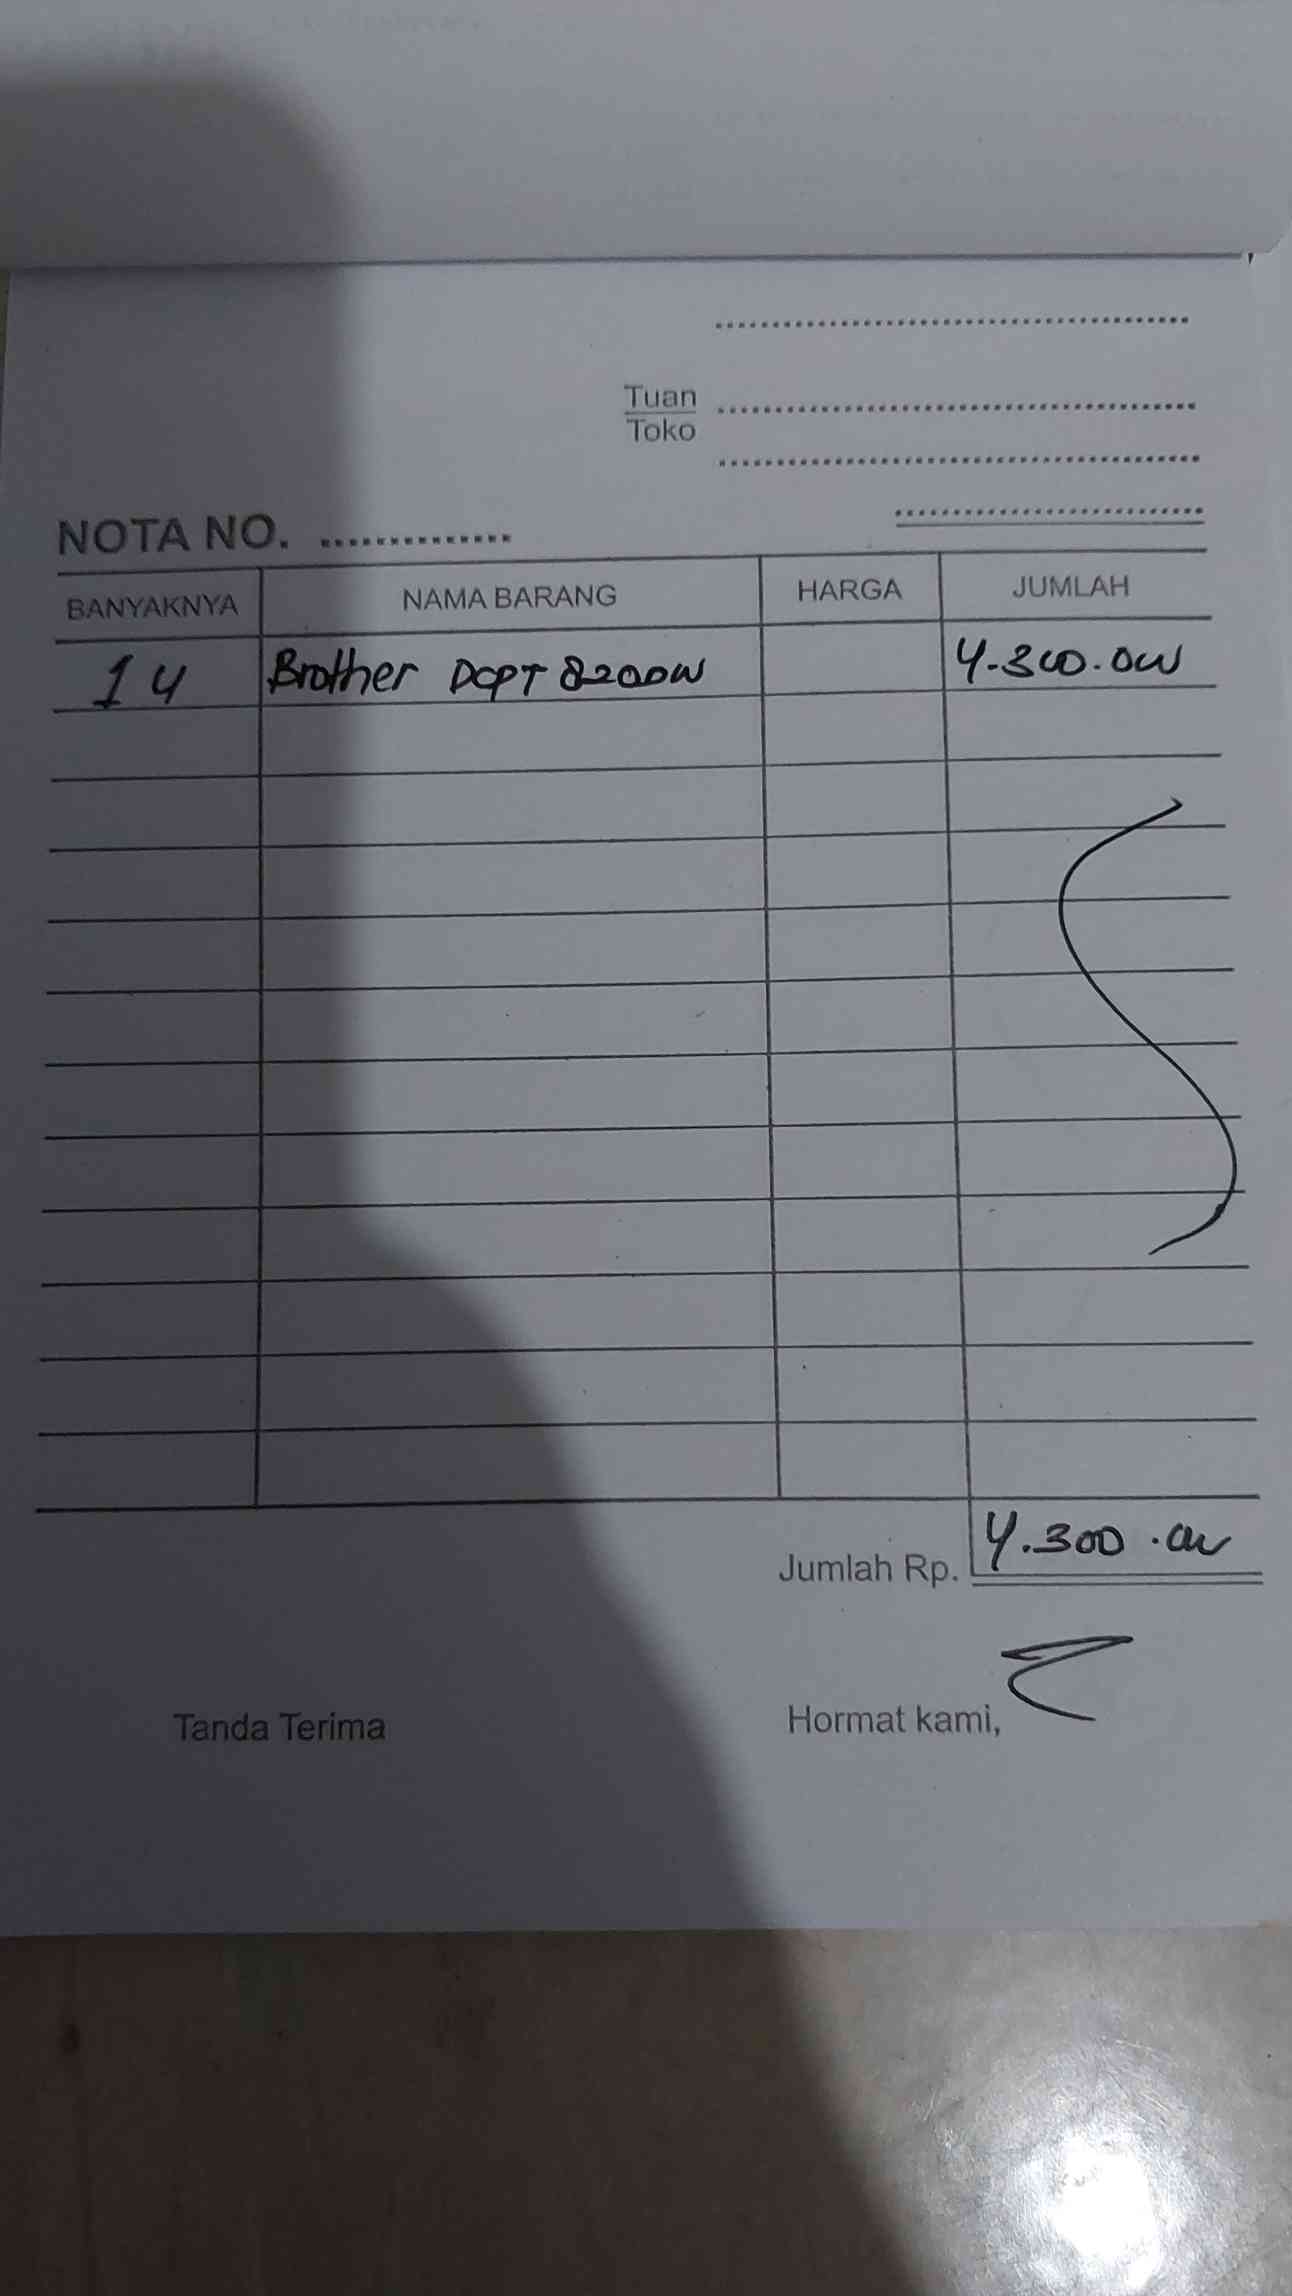 Tuan
Toko
NOTA NO. ..............
BANYAKNYA NAMA BARANG HARGA JUMLAH
1 4 Brother DCPT 8200W 4.300.000
Jumlah Rp. 4.300.000
Tanda Terima Hormat kami,